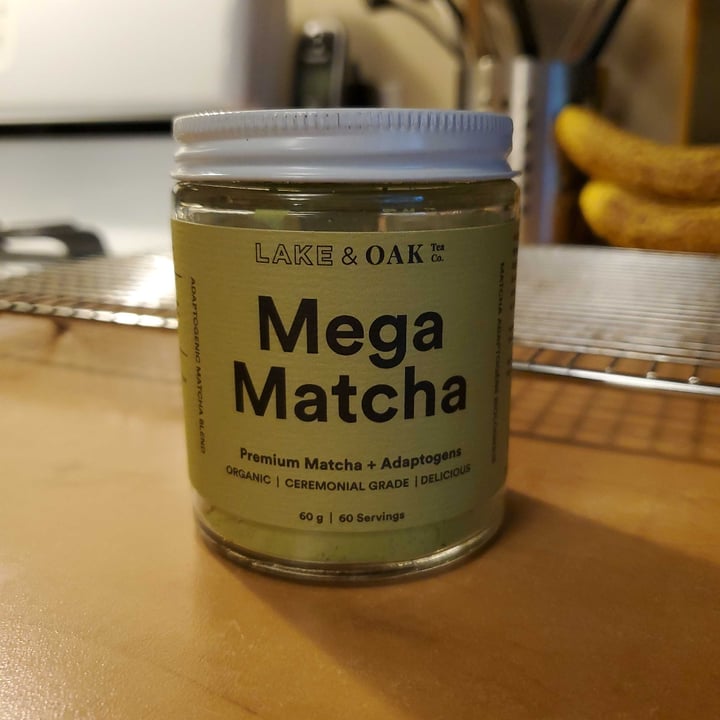 LAKE & OAK Tea Co.
Mega
Matcha
Premium Matcha + Adaptogens
ORGANIC | CEREMONIAL GRADE | DELICIOUS
60 g | 60 Servings
ADAPTOGENIC MATCHA BLEND